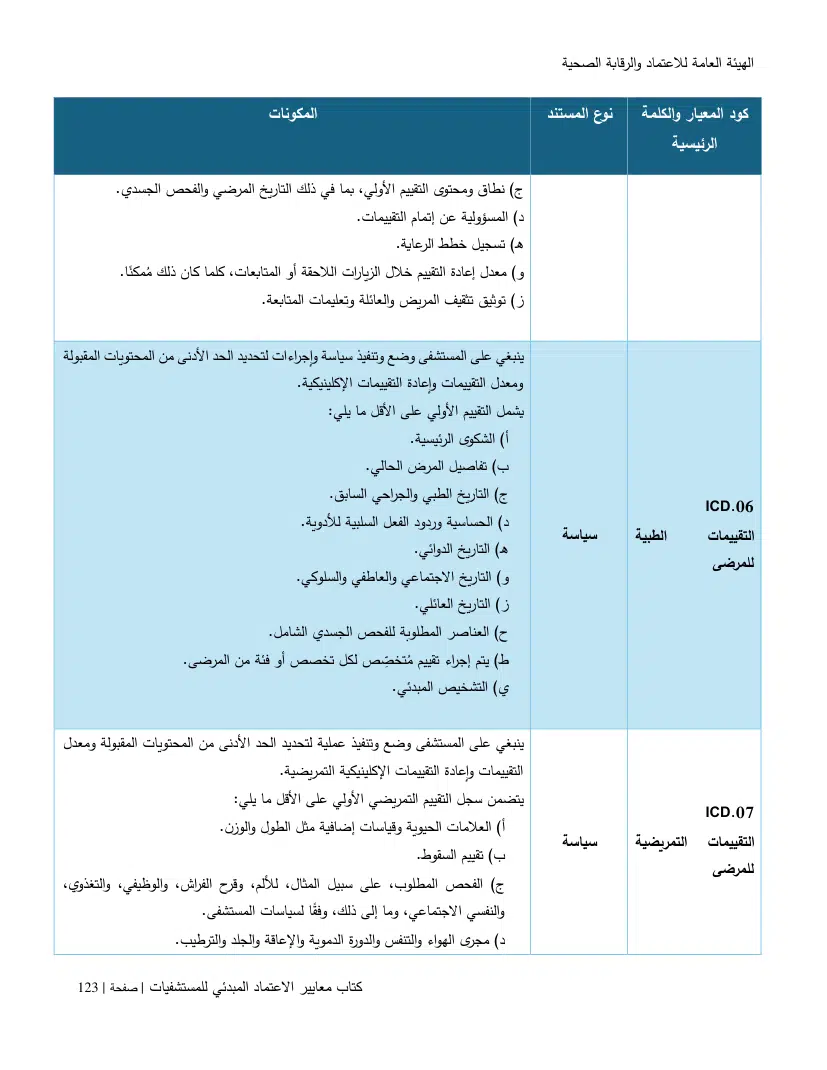 الهيئة العامة للاعتماد والرقابة الصحية
كود المعيار والكلمة الرئيسية
نوع المستند
المكونات
ج) نطاق ومحتوى التقييم الأولي، بما في ذلك التاريخ المرضي والفحص الجسدي.
د) المسؤولية عن إتمام التقييمات.
ه) تسجيل خطط الرعاية.
و) معدل إعادة التقييم خلال الزيارات اللاحقة أو المتابعات، كلما كان ذلك مُمكنًا.
ز) توثيق تثقيف المريض والعائلة وتعليمات المتابعة.
ICD.06
التقييمات الطبية
للمرضى
سياسة
ينبغي على المستشفى وضع وتنفيذ سياسة وإجراءات لتحديد الحد الأدنى من المحتويات المقبولة
ومعدل التقييمات وإعادة التقييمات الإكلينيكية.
يشمل التقييم الأولي على الأقل ما يلي:
أ) الشكوى الرئيسية.
ب) تفاصيل المرض الحالي.
ج) التاريخ الطبي والجراحي السابق.
د) الحساسية وردود الفعل السلبية للأدوية.
ه) التاريخ الدوائي.
و) التاريخ الاجتماعي والعاطفي والسلوكي.
ز) التاريخ العائلي.
ح) العناصر المطلوبة للفحص الجسدي الشامل.
ط) يتم إجراء تقييم مُتخصِّص لكل تخصص أو فئة من المرضى.
ي) التشخيص المبدئي.
ICD.07
التقييمات التمريضية
للمرضى
سياسة
ينبغي على المستشفى وضع وتنفيذ عملية لتحديد الحد الأدنى من المحتويات المقبولة ومعدل
التقييمات وإعادة التقييمات الإكلينيكية التمريضية.
يتضمن سجل التقييم التمريضي الأولي على الأقل ما يلي:
أ) العلامات الحيوية وقياسات إضافية مثل الطول والوزن.
ب) تقييم السقوط.
ج) الفحص المطلوب، على سبيل المثال، للألم، وقرح الفراش، والوظيفي، والتغذوي،
والنفسي الاجتماعي، وما إلى ذلك، وفقًا لسياسات المستشفى.
د) مجرى الهواء والتنفس والدورة الدموية والإعاقة والجلد والترطيب.
كتاب معايير الاعتماد المبدئي للمستشفيات | صفحة | 123